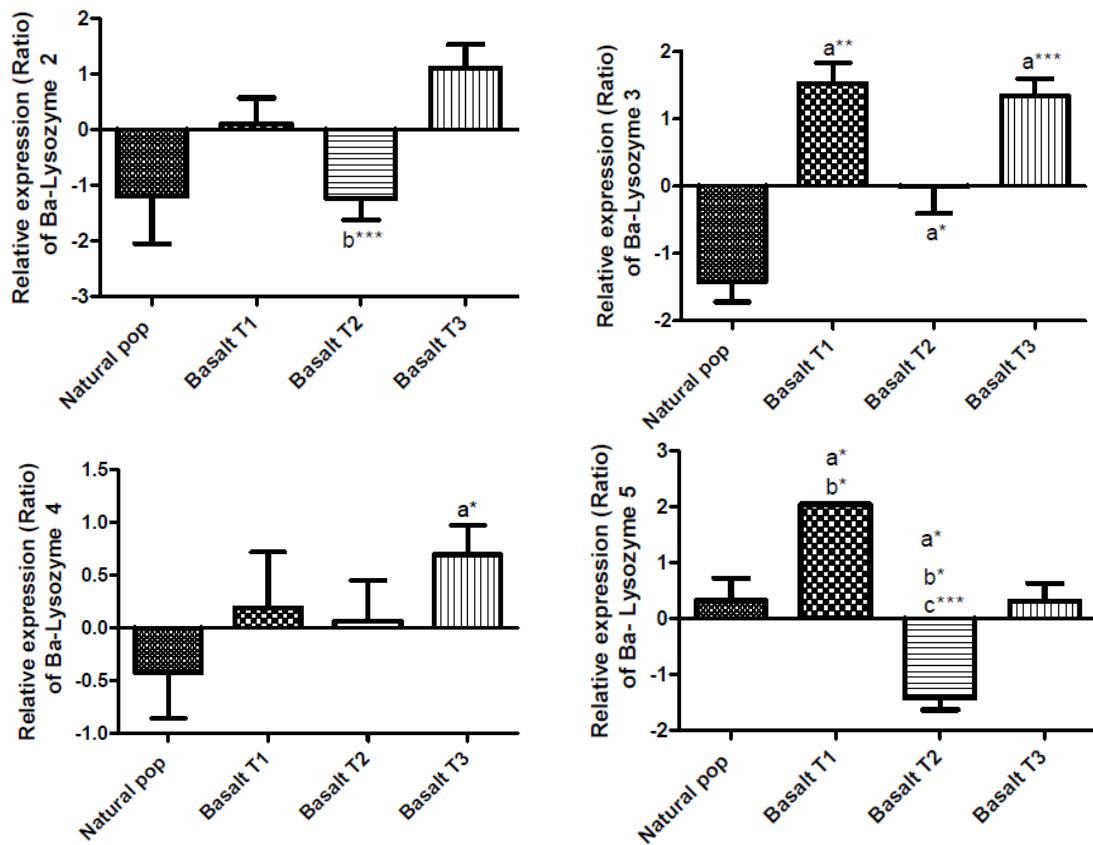 Relative expression (Ratio)
of Ba-Lysozyme 2
2
1
0
-1
-2
-3
b***
Natural pop
Basalt T1
Basalt T2
Basalt T3
Relative expression (Ratio)
of Ba-Lysozyme 3
2
1
0
-1
-2
a**
a*
a***
Natural pop
Basalt T1
Basalt T2
Basalt T3
Relative expression (Ratio)
of Ba-Lysozyme 4
1.5
1.0
0.5
0.0
-0.5
-1.0
a*
Natural pop
Basalt T1
Basalt T2
Basalt T3
Relative expression (Ratio)
of Ba- Lysozyme 5
3
2
1
0
-1
-2
a*
b*
a*
b*
c***
Natural pop
Basalt T1
Basalt T2
Basalt T3